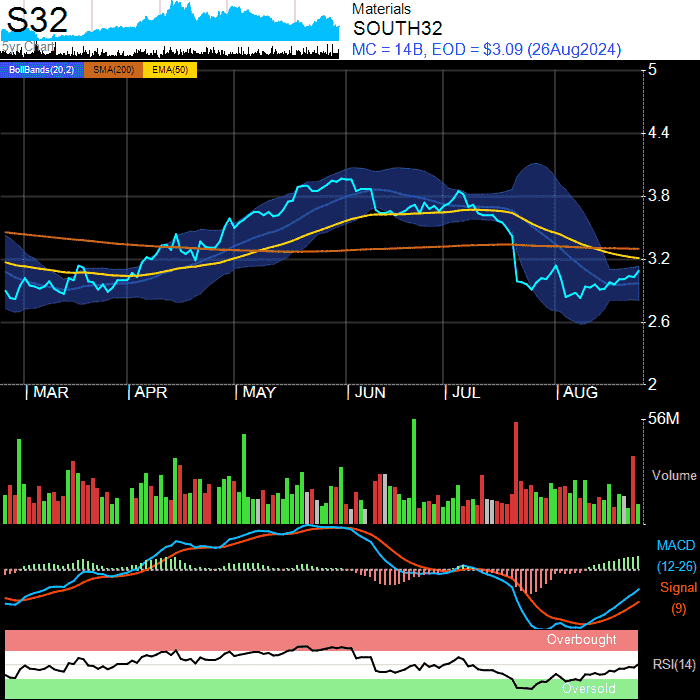 S32
5yr Chart
Materials
SOUTH32
MC = 14B, EOD = $3.09 (26Aug2024)
BollBands(20,2) SMA(200) EMA(50)
5
4.4
3.8
3.2
2.6
2
MAR APR MAY JUN JUL AUG
56M
Volume
MACD
(12-26)
Signal
(9)
Overbought
RSI(14)
Oversold